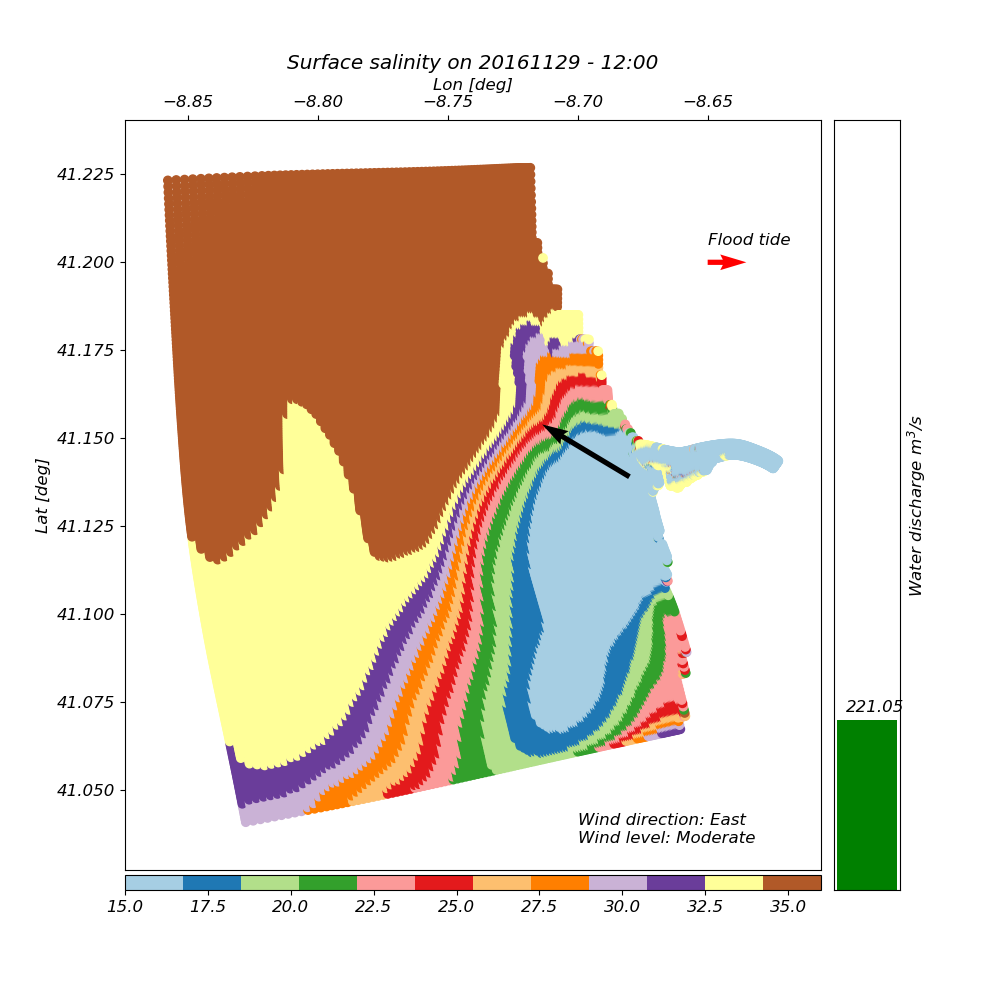 Surface salinity on 20161129 - 12:00
Lon [deg]
−8.85 −8.80 −8.75 −8.70 −8.65
41.225
41.200
41.175
41.150
41.125
41.100
41.075
41.050
Lat [deg]
Flood tide
Wind direction: East
Wind level: Moderate
15.0 17.5 20.0 22.5 25.0 27.5 30.0 32.5 35.0
221.05
Water discharge m³/s